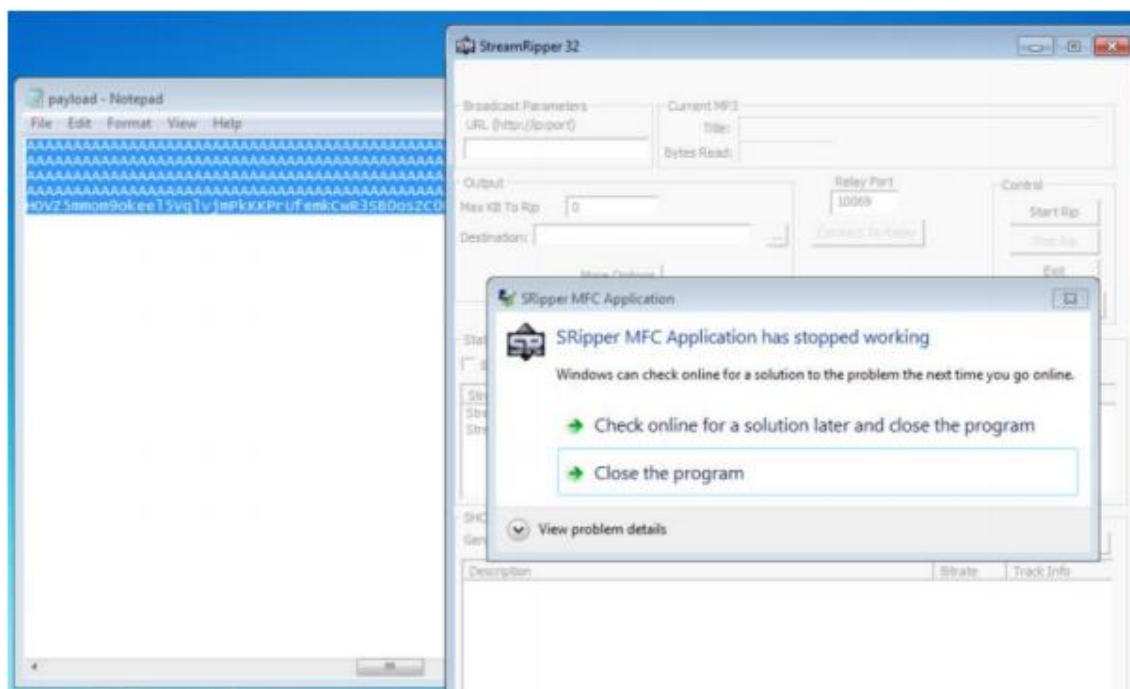 StreamRipper 32
payload - Notepad
File Edit Format View Help
Broadcast Parameters
URL (http://ip:port)
Current MP3
Title:
Bytes Read:
Output
Max KB To Rip 0
Destination:
...
Relay Port
10069
Connect To Relay
Control
Start Rip
Stop Rip
Exit
More Options
SRipper MFC Application
SR
SRipper MFC Application has stopped working
Windows can check online for a solution to the problem the next time you go online.
Check online for a solution later and close the program
Close the program
View problem details
Description Bitrate Track Info